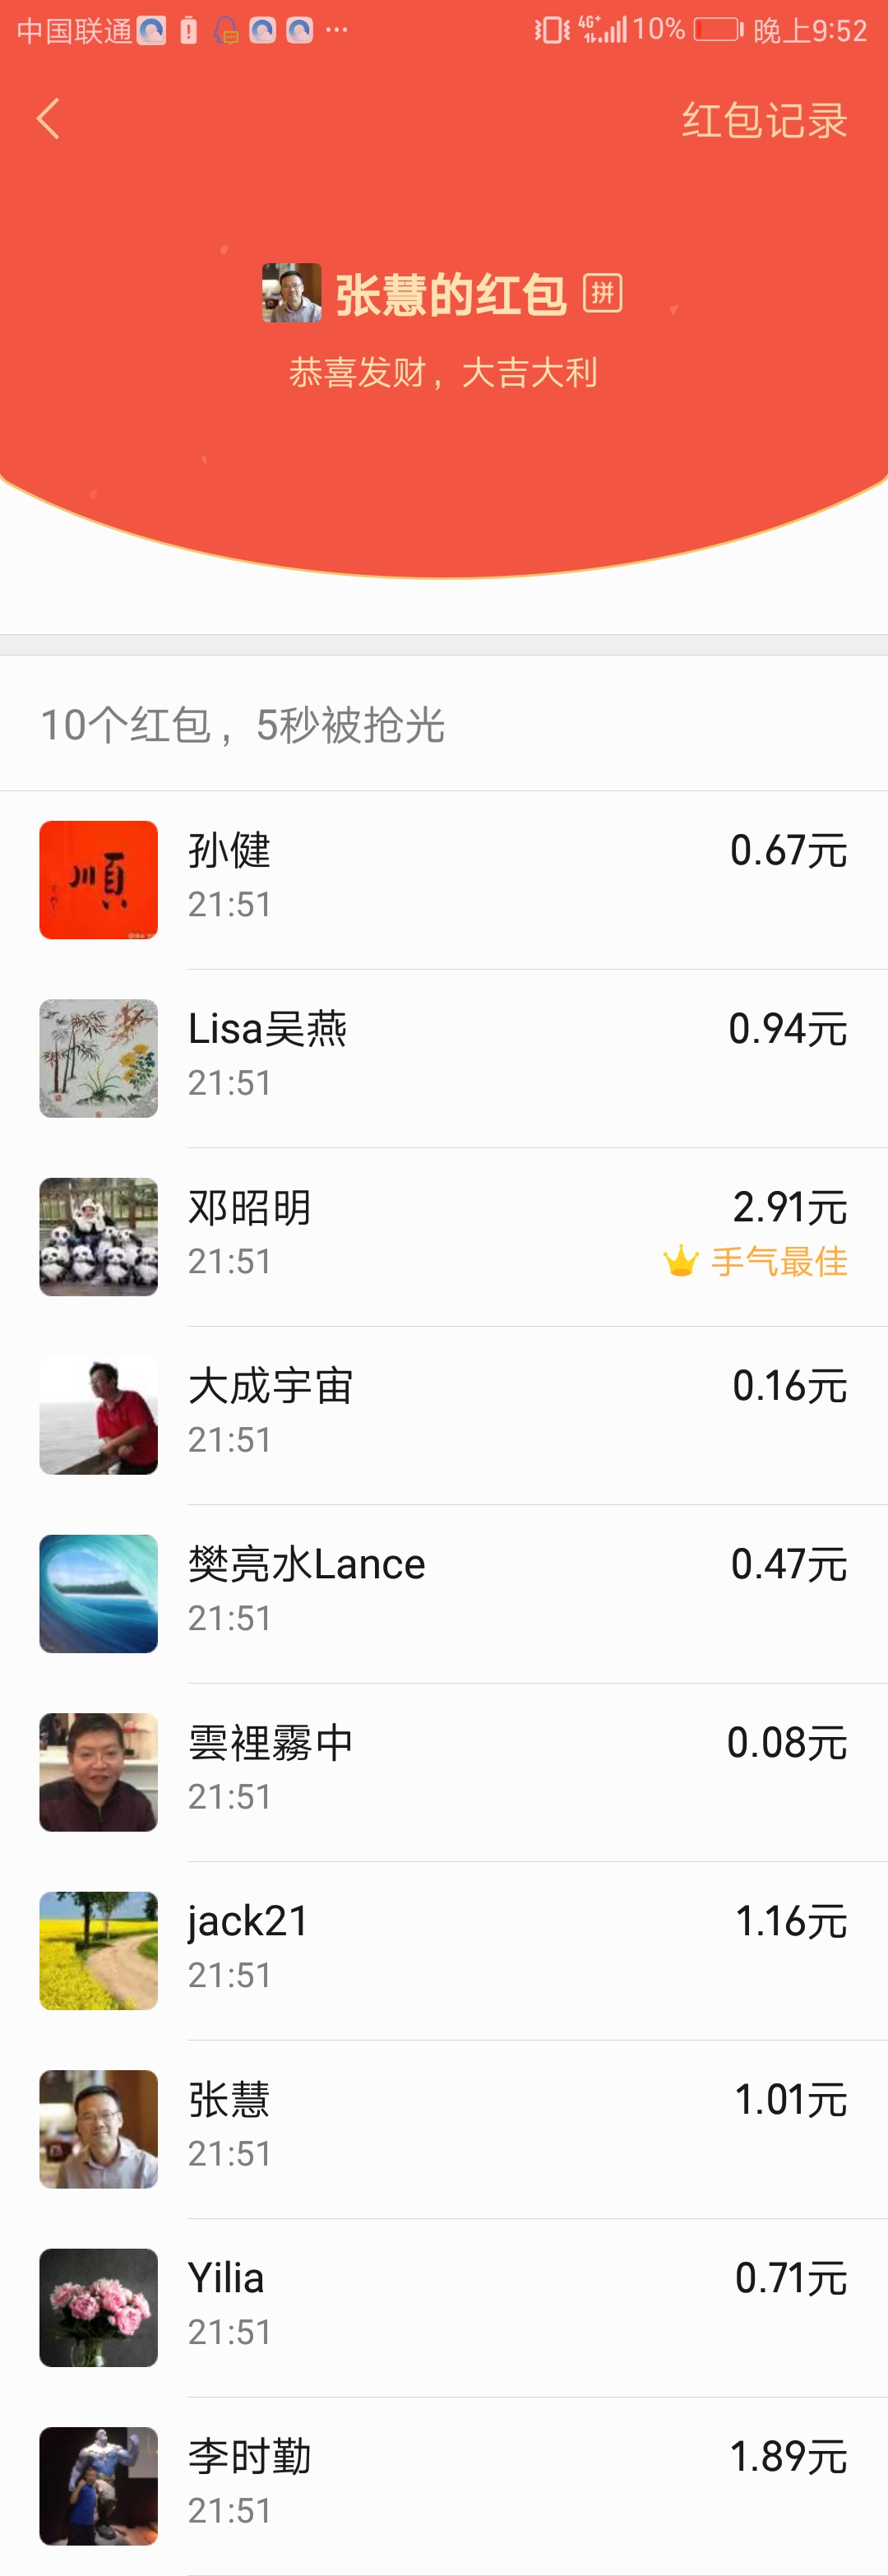 中国联通 4G+ 10% 晚上9:52
红包记录
张慧的红包 拼
恭喜发财，大吉大利
10个红包，5秒被抢光
順
孙健 0.67元
21:51
Lisa吴燕 0.94元
21:51
邓昭明 2.91元
21:51 手气最佳
大成宇宙 0.16元
21:51
樊亮水Lance 0.47元
21:51
雲裡霧中 0.08元
21:51
jack21 1.16元
21:51
张慧 1.01元
21:51
Yilia 0.71元
21:51
李时勤 1.89元
21:51